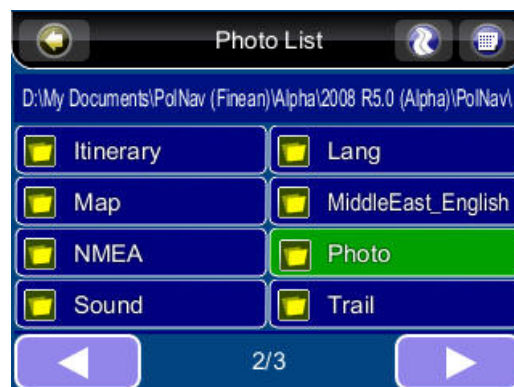 Photo List
D:\My Documents\PolNav (Finean)\Alpha\2008 R5.0 (Alpha)\PolNav\
Itinerary
Lang
Map
MiddleEast_English
NMEA
Photo
Sound
Trail
2/3